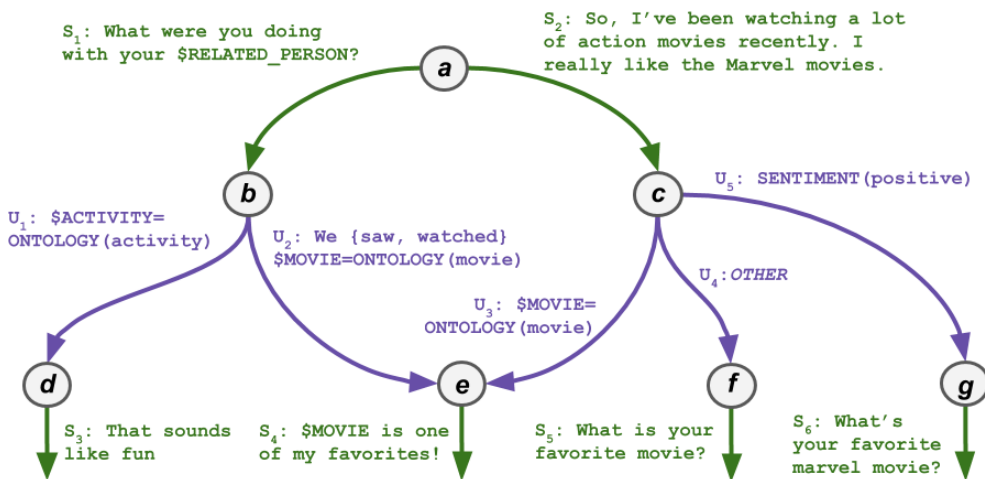 S1: What were you doing
with your $RELATED_PERSON?
S2: So, I've been watching a lot
of action movies recently. I
really like the Marvel movies.
a
b
c
U1: $ACTIVITY=
ONTOLOGY(activity)
U2: We {saw, watched}
$MOVIE=ONTOLOGY(movie)
U3: $MOVIE=
ONTOLOGY(movie)
U4:OTHER
U5: SENTIMENT(positive)
d
e
f
g
S3: That sounds
like fun
S4: $MOVIE is one
of my favorites!
S5: What is your
favorite movie?
S6: What's
your favorite
marvel movie?